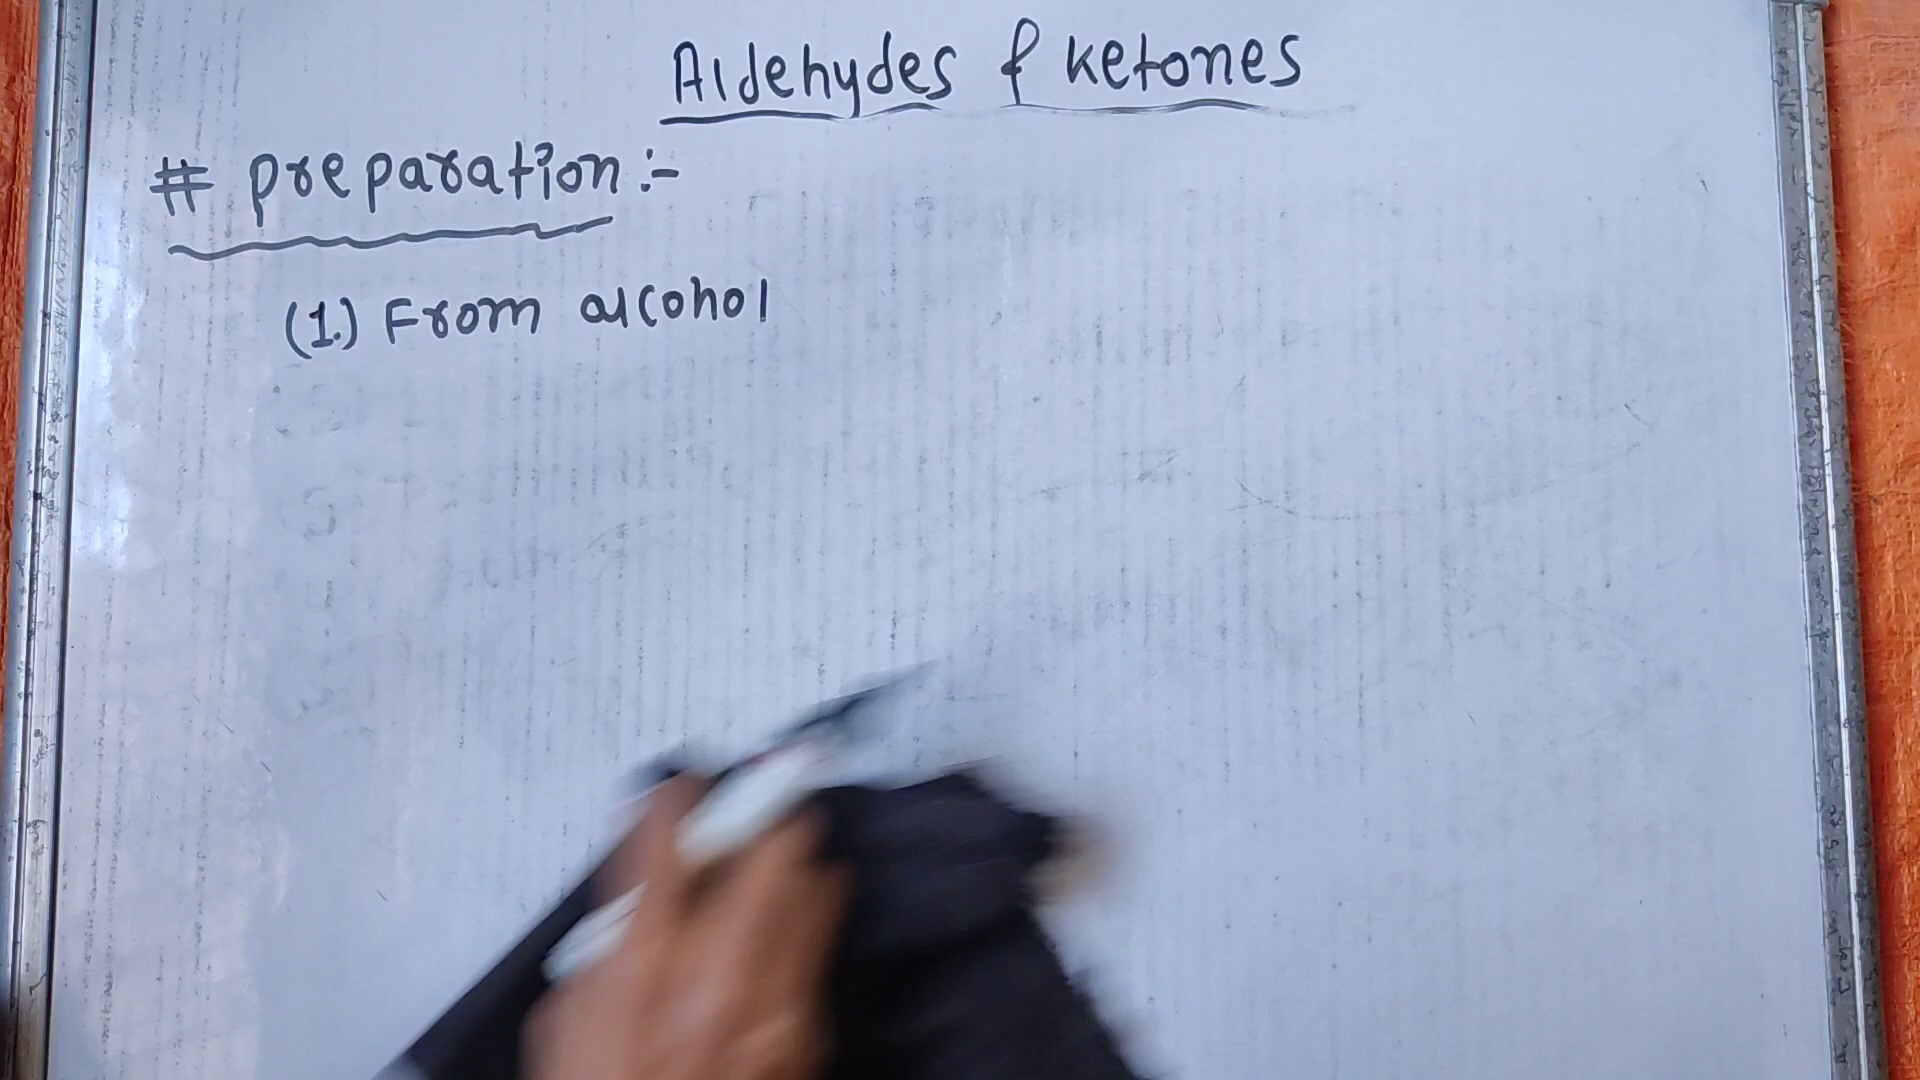 Aldehydes & ketones
# preparation :-
(1.) From alcohol